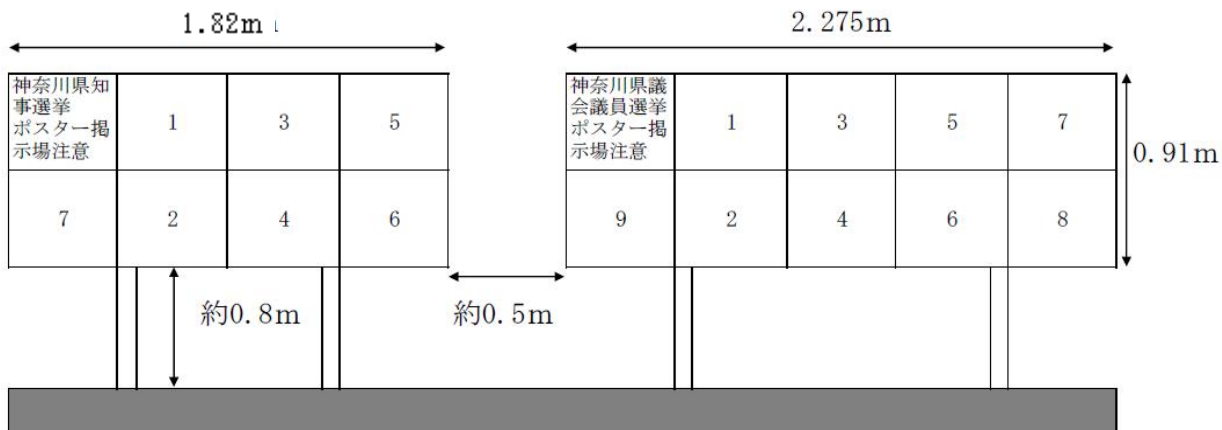 1.82m
2.275m
神奈川県知
事選挙
ポスター掲
示場注意
1
3
5
7
2
4
6
神奈川県議
会議員選挙
ポスター掲
示場注意
1
3
5
7
9
2
4
6
8
0.91m
約0.8m
約0.5m